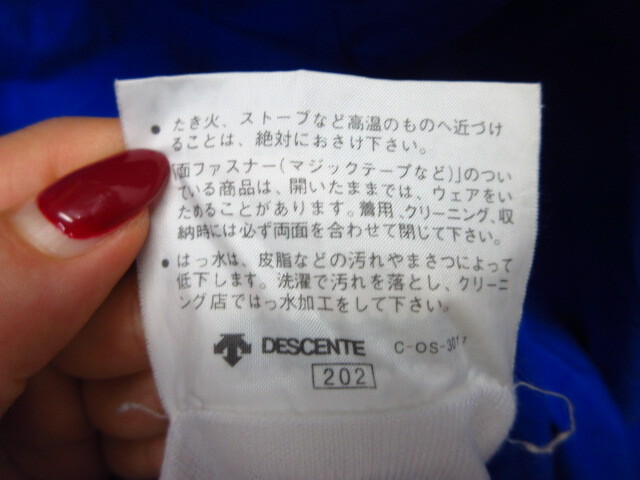 ● たき火、ストーブなど高温のものへ近づけ
ることは、絶対におさけ下さい。
「面ファスナー(マジックテープなど)」のつい
ている商品は、開いたままでは、ウェアをい
ためることがあります。着用、クリーニング、収
納時には必ず両面を合わせて閉じて下さい。
● はっ水は、皮脂などの汚れやまさつによって
低下します。洗濯で汚れを落とし、クリーニ
ング店ではっ水加工をして下さい。
DESCENTE
202